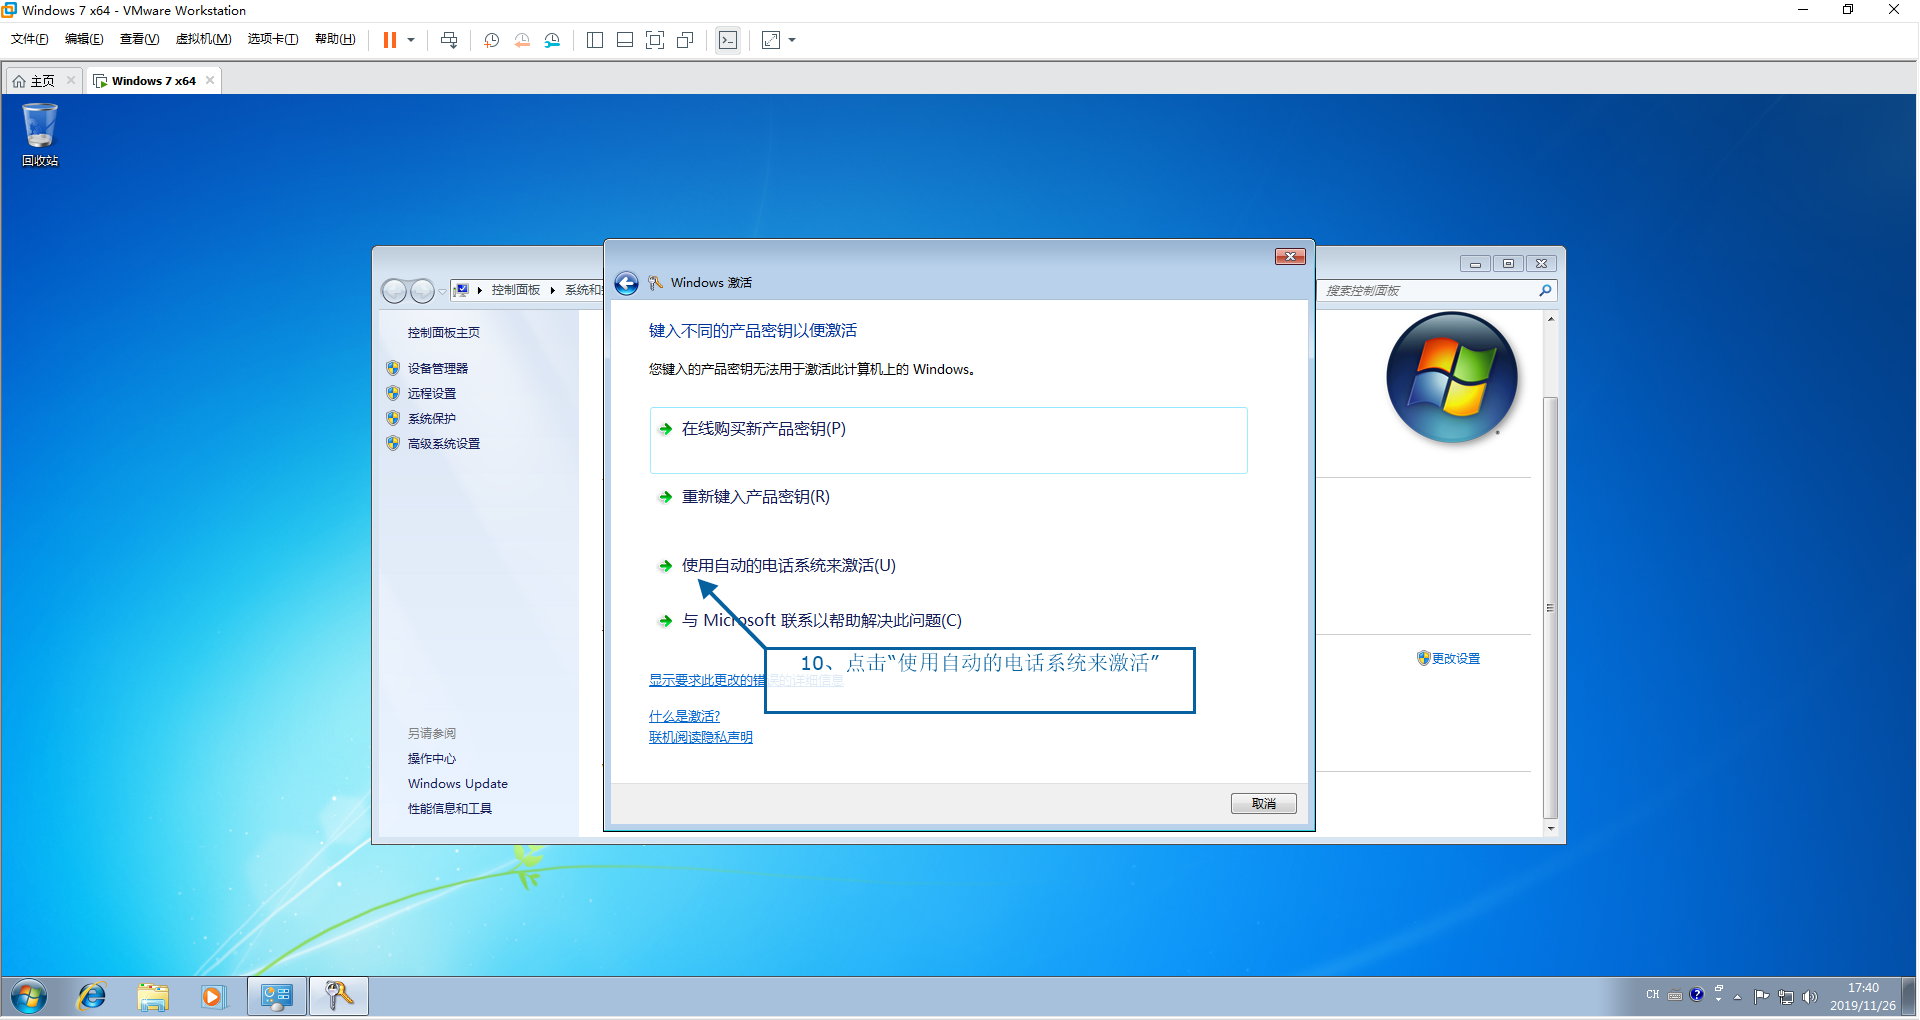 Windows 7 x64 - VMware Workstation
文件(F) 编辑(E) 查看(V) 虚拟机(M) 选项卡(T) 帮助(H)
主页 Windows 7 x64
回收站
Windows 激活
控制面板 系统和
搜索控制面板
控制面板主页
设备管理器
远程设置
系统保护
高级系统设置
另请参阅
操作中心
Windows Update
性能信息和工具
键入不同的产品密钥以便激活
您键入的产品密钥无法用于激活此计算机上的 Windows。
在线购买新产品密钥(P)
重新键入产品密钥(R)
使用自动的电话系统来激活(U)
与 Microsoft 联系以帮助解决此问题(C)
10、点击“使用自动的电话系统来激活”
显示要求此更改的错误的详细信息
什么是激活?
联机阅读隐私声明
取消
更改设置
CH
17:40
2019/11/26